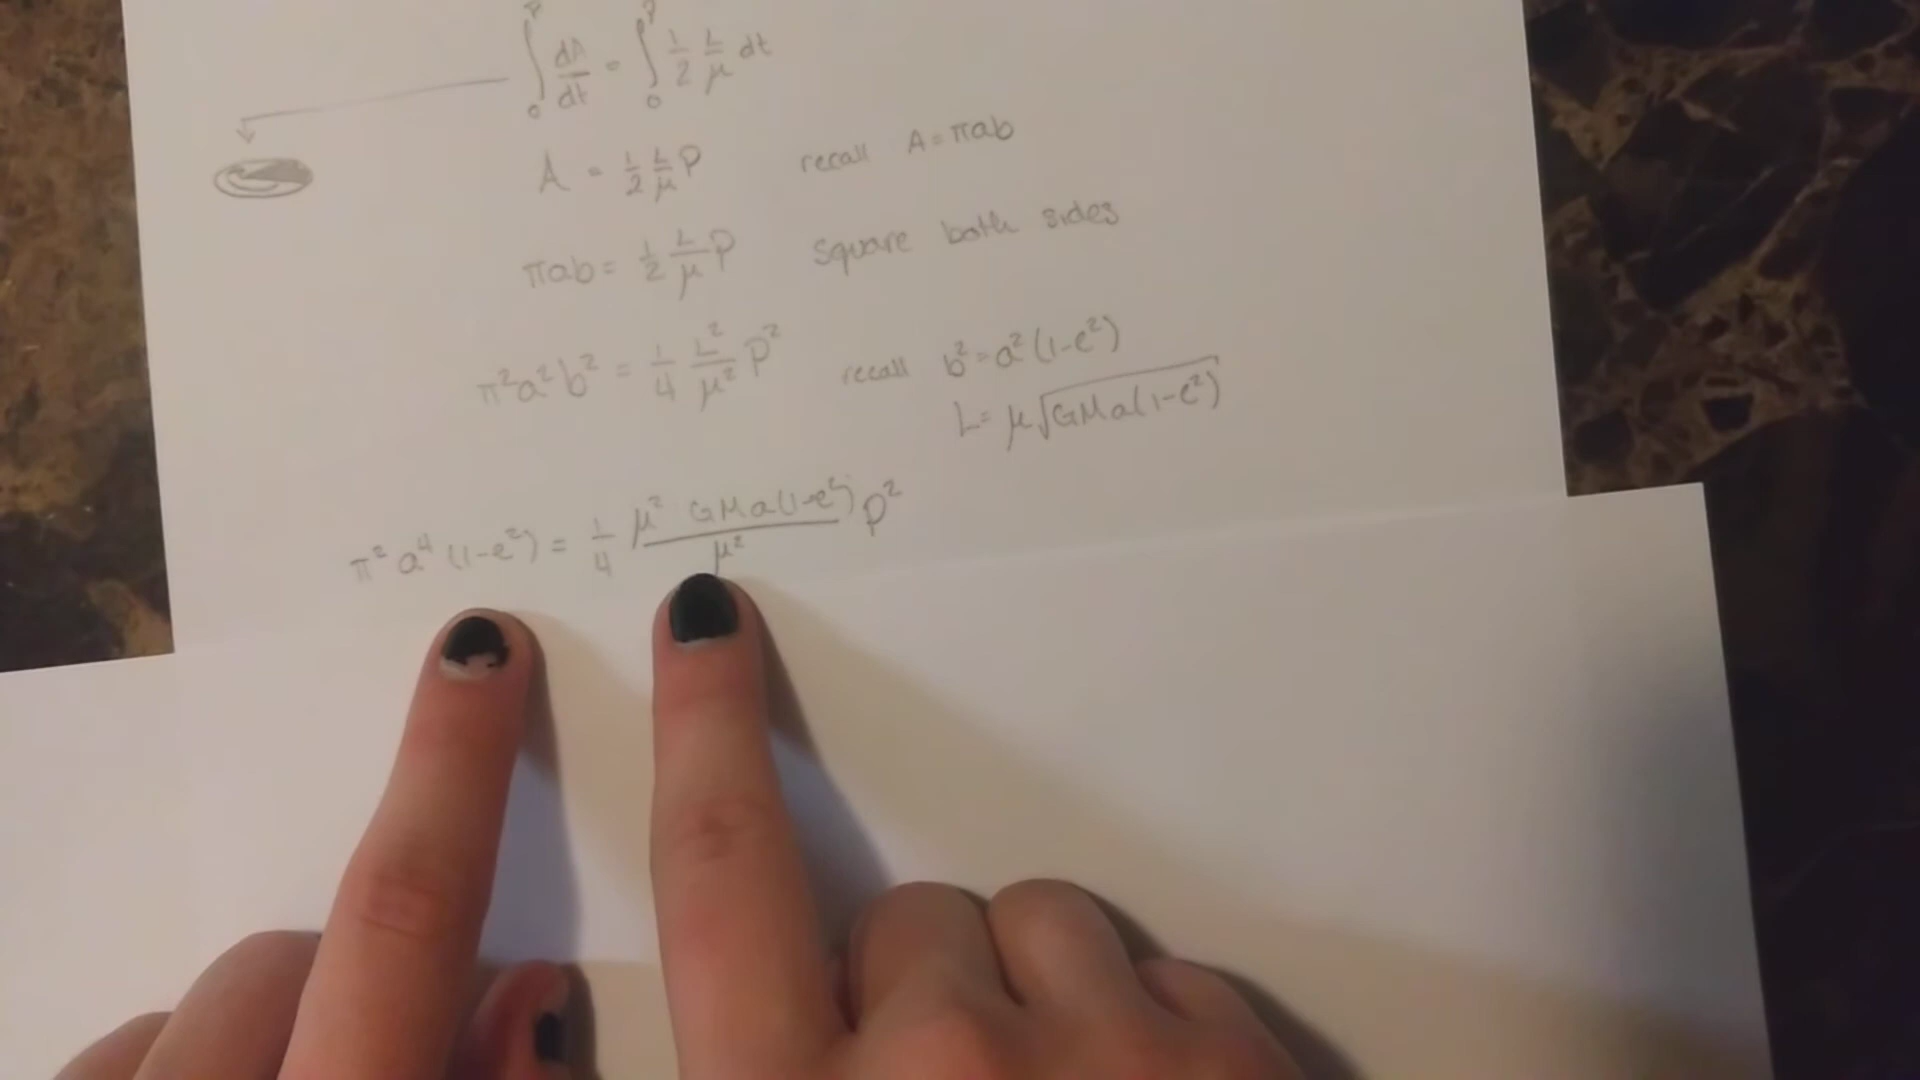 ∫₀ᴾ dA/dt = ∫₀ᴾ 1/2 L/μ dt
A = 1/2 L/μ P recall A = πab
πab = 1/2 L/μ P square both sides
π²a²b² = 1/4 L²/μ² P² recall b² = a²(1-e²)
L = μ√GMa(1-e²)
π² a⁴ (1-e²) = 1/4 μ² GMa(1-e²)/μ² P²